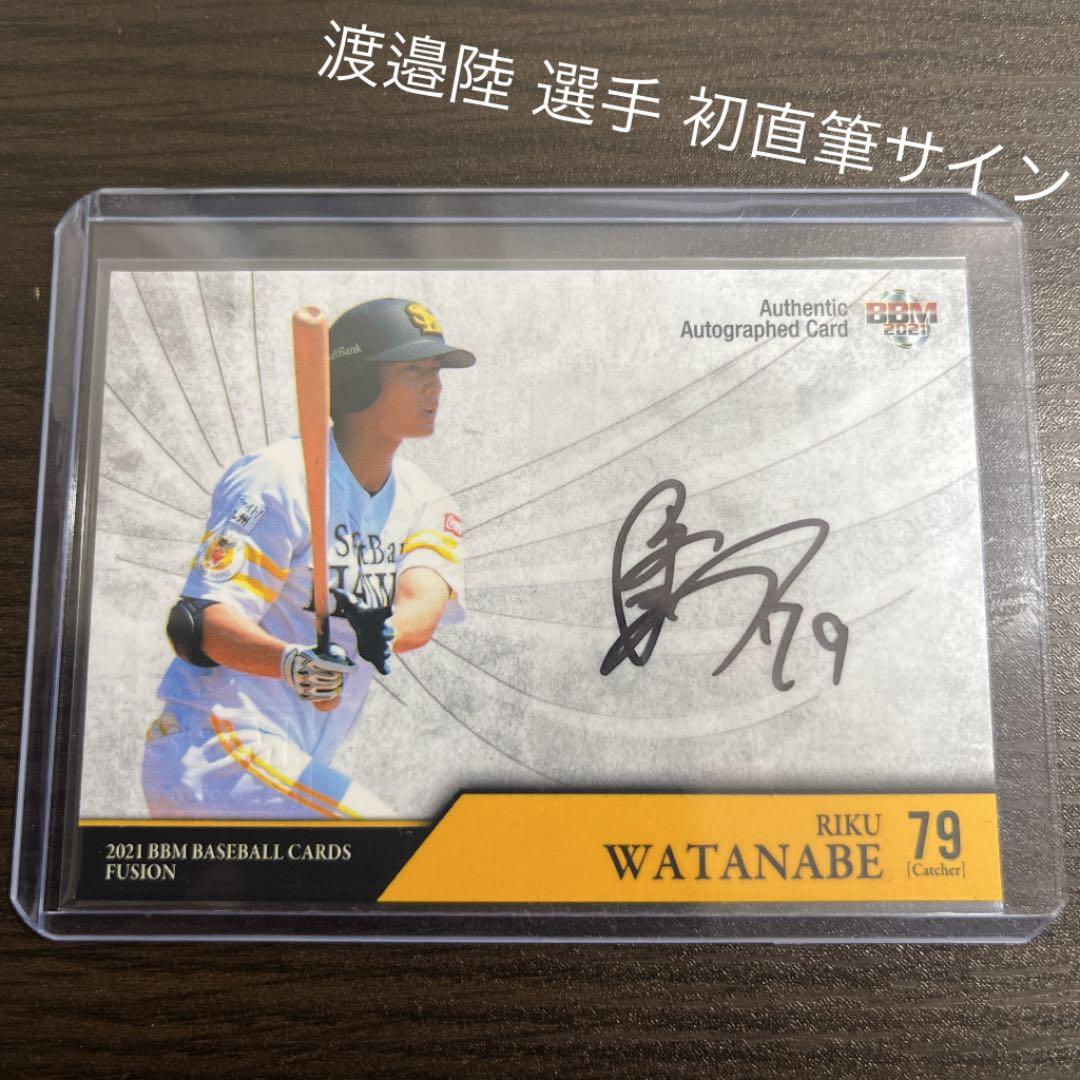 渡邉陸 選手 初直筆サイン
Authentic
Autographed Card
BBM
2021
79
RIKU
WATANABE
79
[Catcher]
2021 BBM BASEBALL CARDS
FUSION